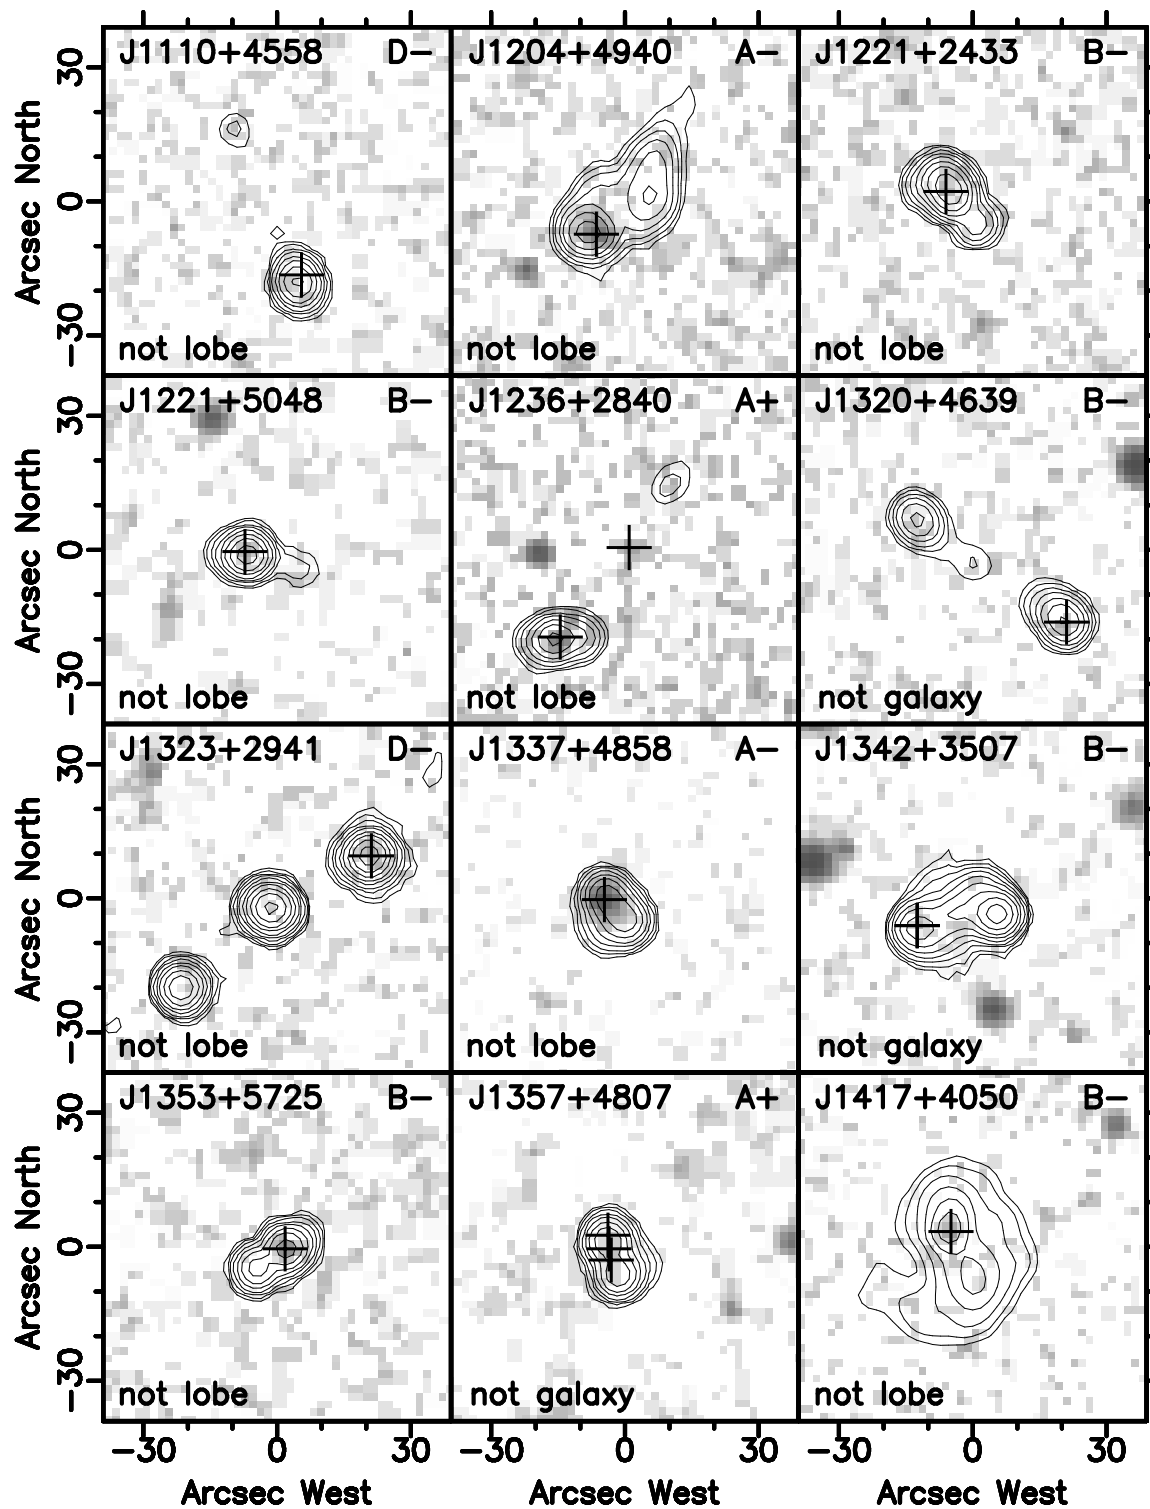 J1110+4558 D−
J1204+4940 A−
J1221+2433 B−
30
Arcsec North
0
−30
not lobe
not lobe
not lobe
J1221+5048 B−
J1236+2840 A+
J1320+4639 B−
30
Arcsec North
0
−30
not lobe
not lobe
not galaxy
J1323+2941 D−
J1337+4858 A−
J1342+3507 B−
30
Arcsec North
0
−30
not lobe
not lobe
not galaxy
J1353+5725 B−
J1357+4807 A+
J1417+4050 B−
30
Arcsec North
0
−30
not lobe
not galaxy
not lobe
−30 0 30
−30 0 30
−30 0 30
Arcsec West
Arcsec West
Arcsec West